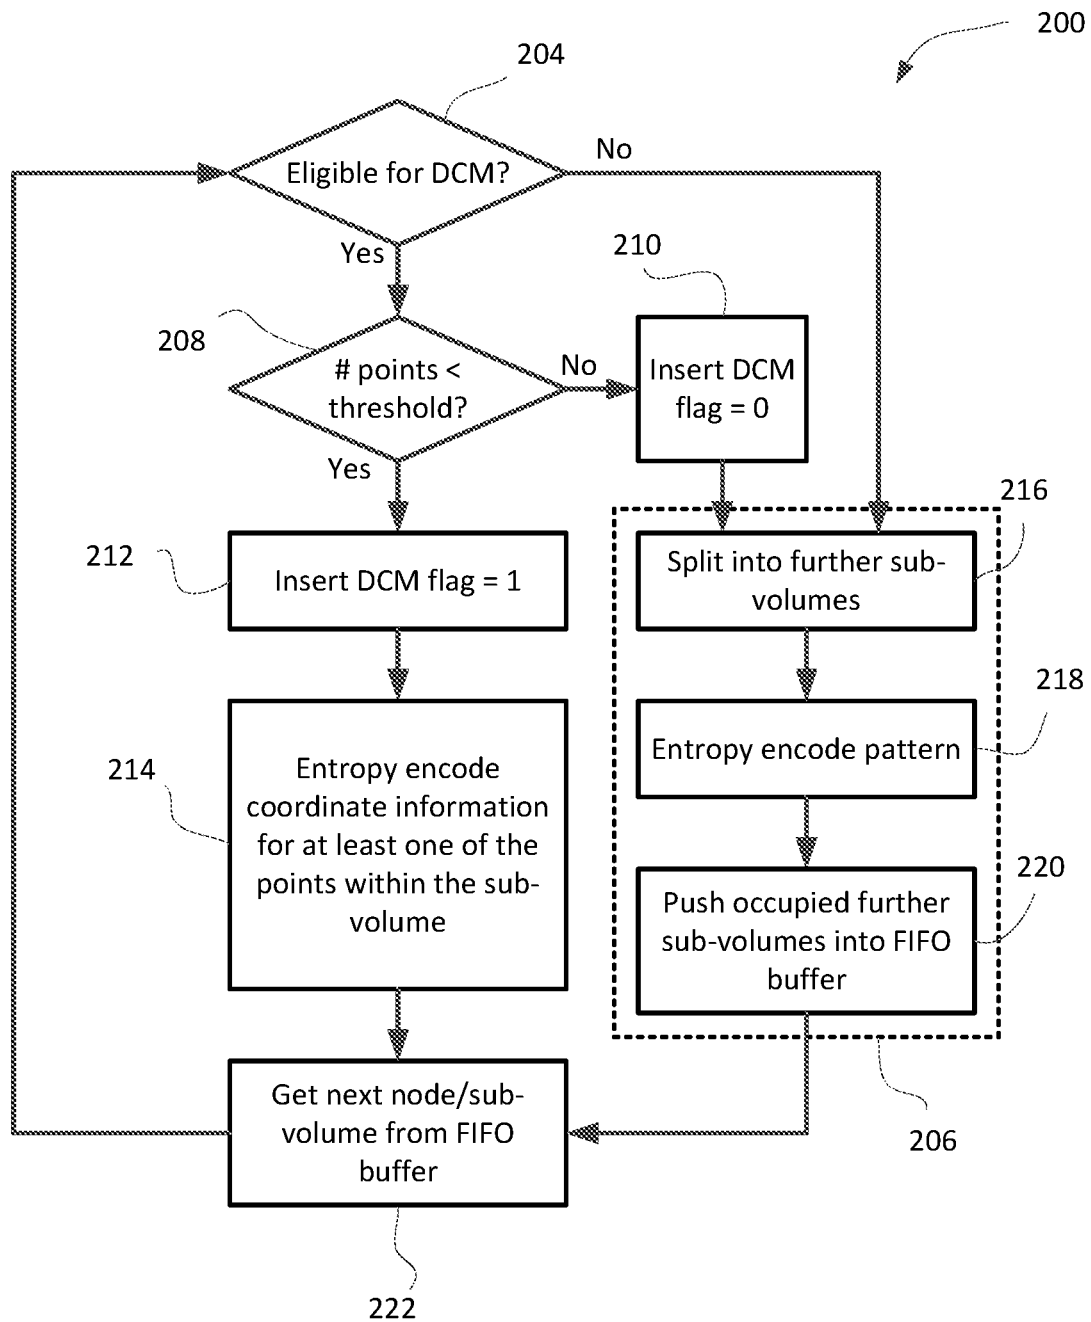 200
204
Eligible for DCM?
No
Yes
210
208
# points <
threshold?
No
Insert DCM
flag = 0
Yes
216
212
Insert DCM flag = 1
Split into further sub-
volumes
218
Entropy encode pattern
214
Entropy encode
coordinate information
for at least one of the
points within the sub-
volume
220
Push occupied further
sub-volumes into FIFO
buffer
Get next node/sub-
volume from FIFO
buffer
206
222